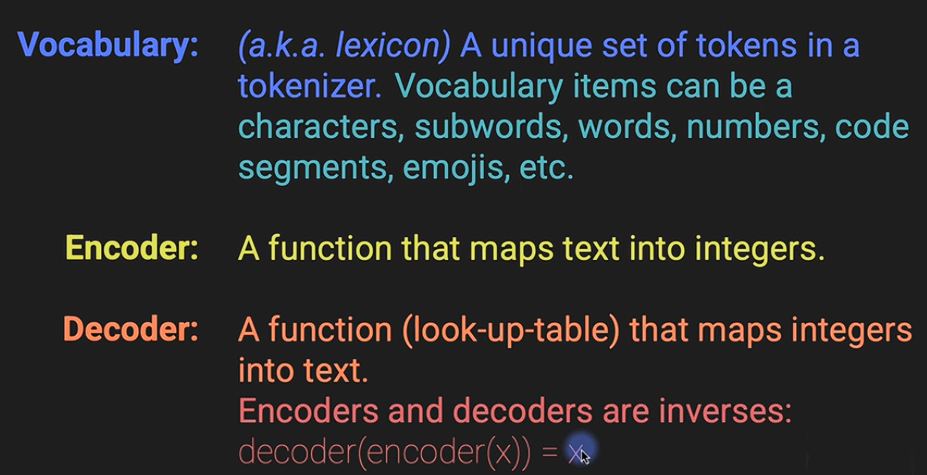 Vocabulary: (a.k.a. lexicon) A unique set of tokens in a
tokenizer. Vocabulary items can be a
characters, subwords, words, numbers, code
segments, emojis, etc.
Encoder: A function that maps text into integers.
Decoder: A function (look-up-table) that maps integers
into text.
Encoders and decoders are inverses:
decoder(encoder(x)) = x